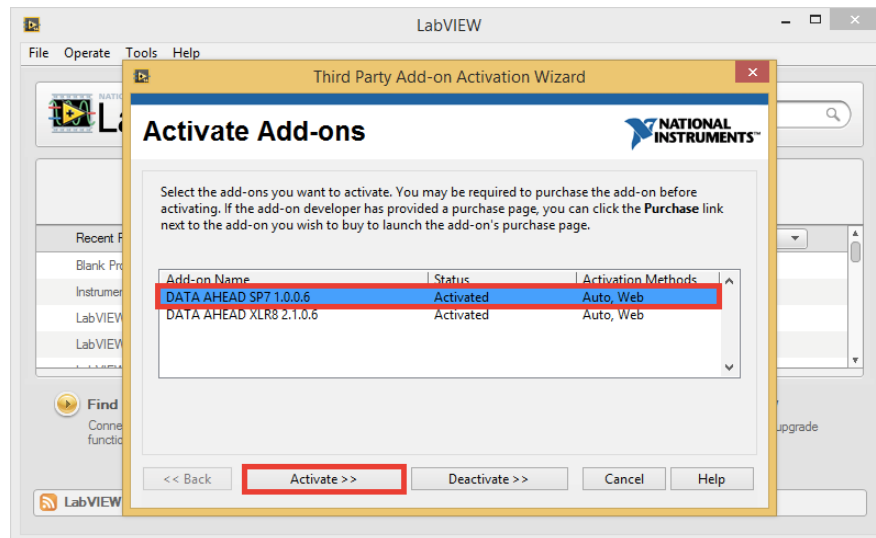 LabVIEW
File Operate Tools Help
Third Party Add-on Activation Wizard
Activate Add-ons
NATIONAL
INSTRUMENTS™
Select the add-ons you want to activate. You may be required to purchase the add-on before
activating. If the add-on developer has provided a purchase page, you can click the Purchase link
next to the add-on you wish to buy to launch the add-on's purchase page.
Add-on Name Status Activation Methods
DATA AHEAD SP7 1.0.0.6 Activated Auto, Web
DATA AHEAD XLR8 2.1.0.6 Activated Auto, Web
<< Back Activate >> Deactivate >> Cancel Help
Recent
Blank
LabVIEW
LabVIEW
Find
upgrade
LabVIEW